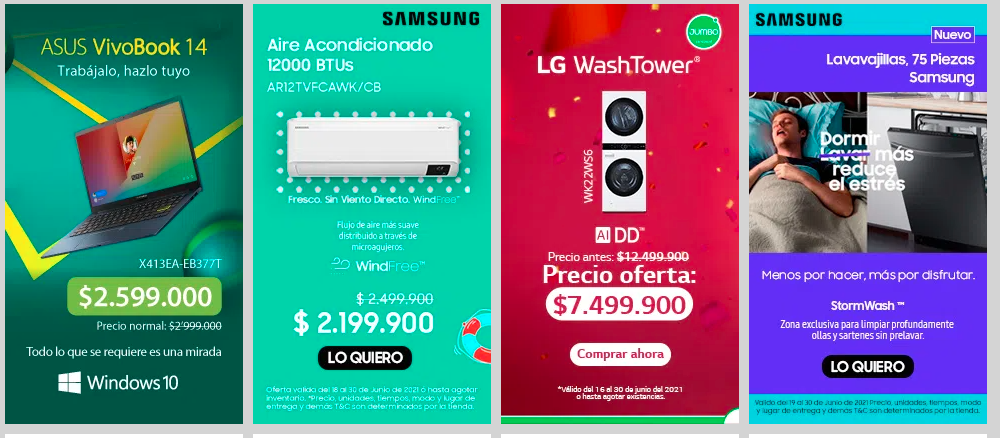 ASUS VivoBook 14
Trabájalo, hazlo tuyo
X413EA-EB377T
$2.599.000
Precio normal: $2'999.000
Todo lo que se requiere es una mirada
Windows 10
SAMSUNG
Aire Acondicionado
12000 BTUs
AR12TVFCAWK/CB
SAMSUNG
Fresco. Sin Viento Directo. WindFree™
Flujo de aire más suave
distribuido a través de
microagujeros.
WindFree™
$ 2.499.900
$ 2.199.900
LO QUIERO
Oferta valida del 18 al 30 de Junio de 2021 ó hasta agotar
inventario. *Precio, unidades, tiempos, modo y lugar de
entrega y demás T&C son determinados por la tienda.
JUMBO
LG WashTower®
WK22WS6
AI DD™
Precio antes: $12.499.900
Precio oferta:
$7.499.900
Comprar ahora
*Válido del 16 al 30 de junio del 2021
o hasta agotar existencias.
SAMSUNG
Nuevo
Lavavajillas, 75 Piezas
Samsung
Dormir
Lavar más
reduce
el estrés
Menos por hacer, más por disfrutar.
StormWash ™
Zona exclusiva para limpiar profundamente
ollas y sartenes sin prelavar.
LO QUIERO
Valido del 19 al 30 de Junio de 2021 Precio, unidades, tiempos, modo
y lugar de entrega y demás T&C son determinados por la tienda.